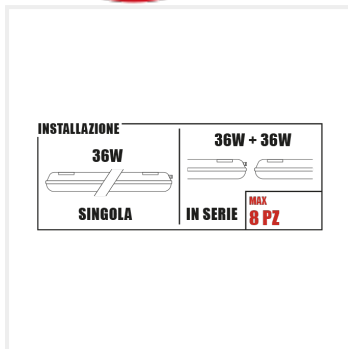 INSTALLAZIONE
36W
SINGOLA
36W + 36W
IN SERIE
MAX
8 PZ